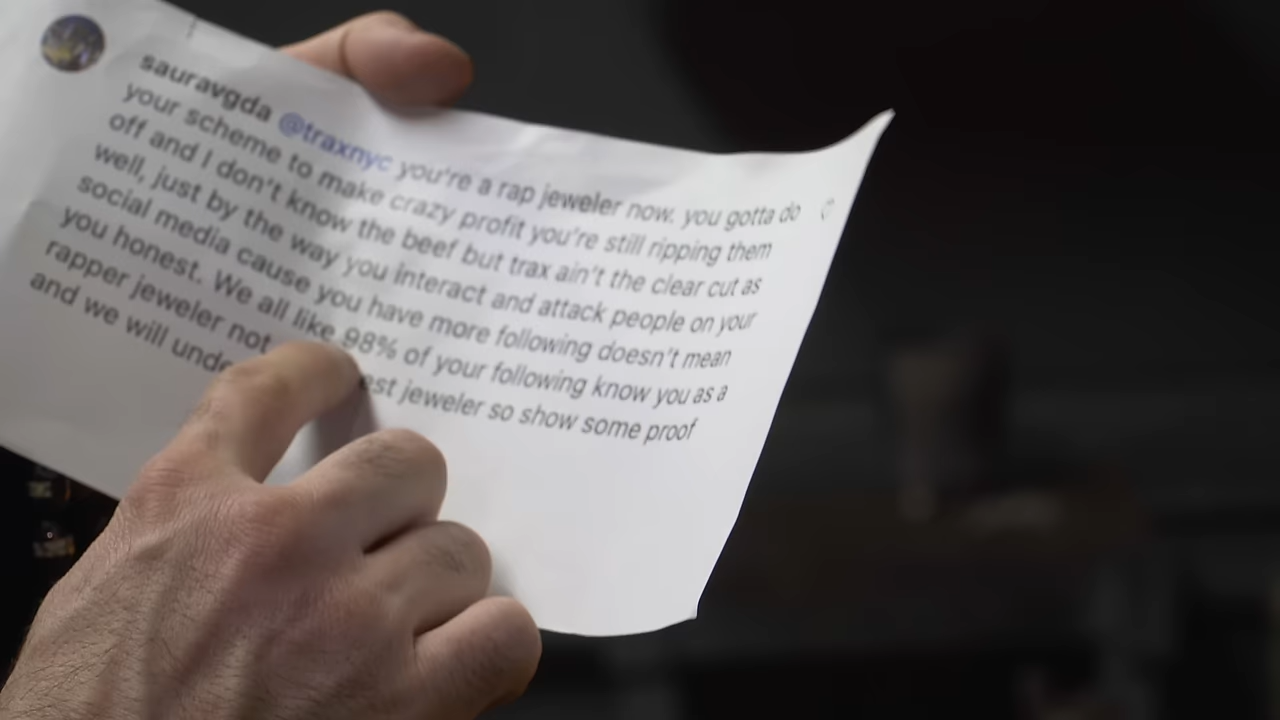 sauravgda @traxnyc you're a rap jeweler now. you gotta do
your scheme to make crazy profit you're still ripping them
off and I don't know the beef but trax ain't the clear cut as
well, just by the way you interact and attack people on your
social media cause you have more following doesn't mean
you honest. We all like 98% of your following know you as a
rapper jeweler not jeweler so show some proof
and we will